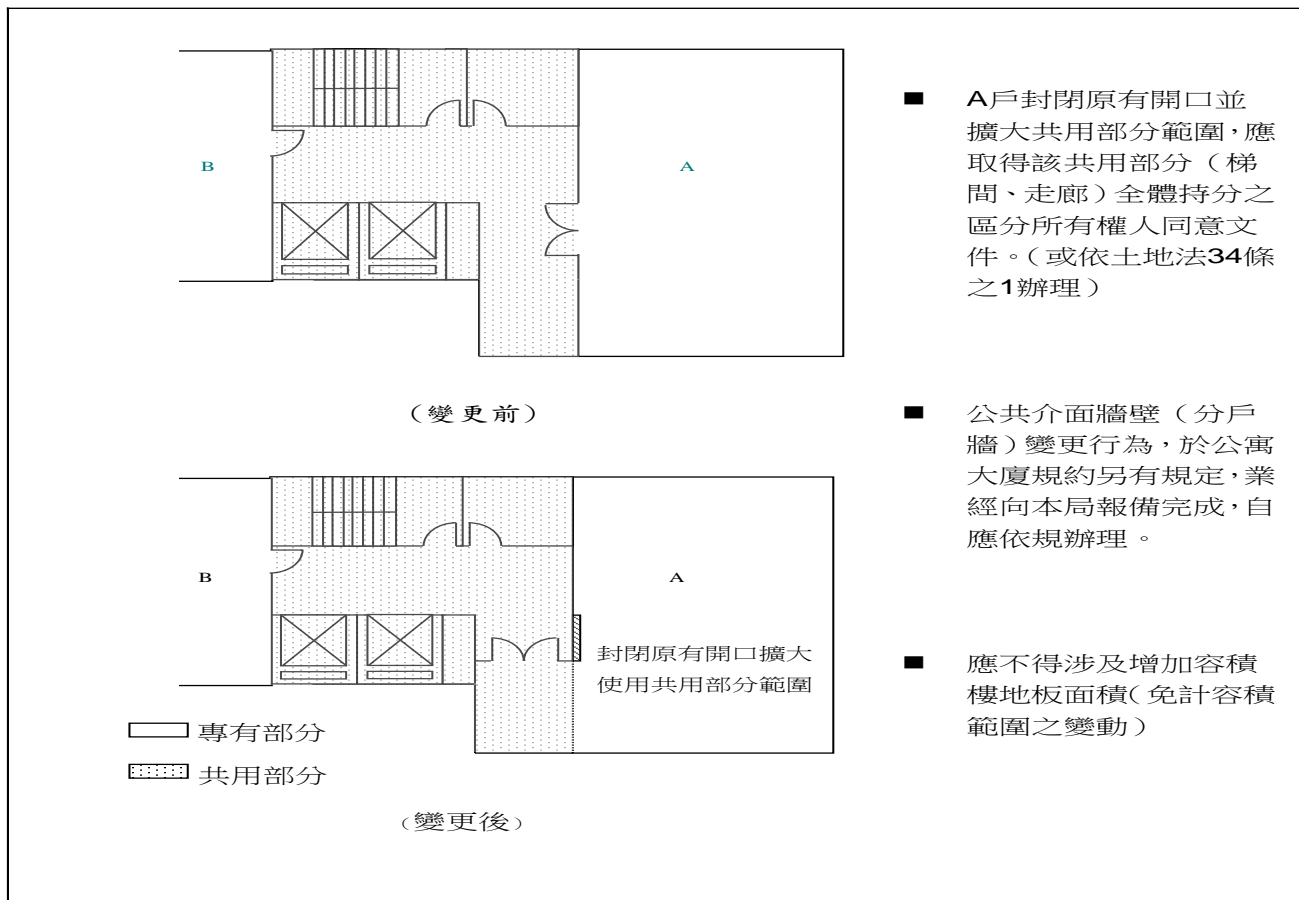 B
A
(變更前)
B
A
封閉原有開口擴大
使用共用部分範圍
專有部分
共用部分
(變更後)
■ A戶封閉原有開口並
擴大共用部分範圍,應
取得該共用部分(梯
間、走廊)全體持分之
區分所有權人同意文
件。(或依土地法34條
之1辦理)
■ 公共介面牆壁(分戶
牆)變更行為,於公寓
大廈規約另有規定,業
經向本局報備完成,自
應依規辦理。
■ 應不得涉及增加容積
樓地板面積(免計容積
範圍之變動)